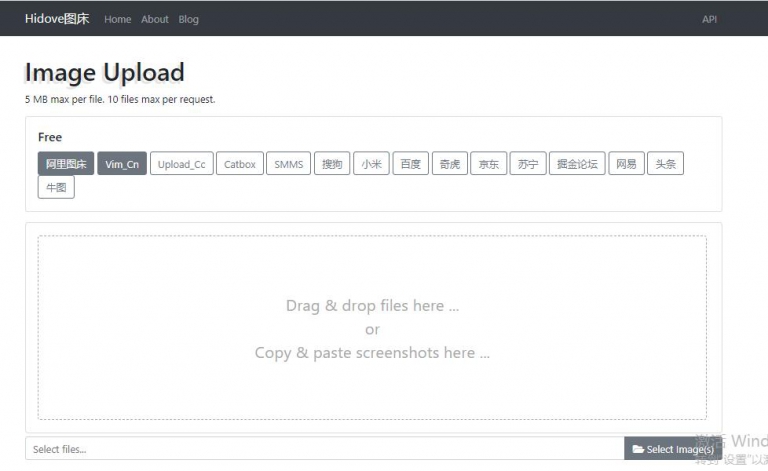 Hidove图床 Home About Blog API
Image Upload
5 MB max per file. 10 files max per request.
Free
阿里图床 Vim_Cn Upload_Cc Catbox SMMS 搜狗 小米 百度 奇虎 京东 苏宁 掘金论坛 网易 头条
牛图
Drag & drop files here ...
or
Copy & paste screenshots here ...
Select files... Select Image(s)
激活 Wind
转到"设置"以激